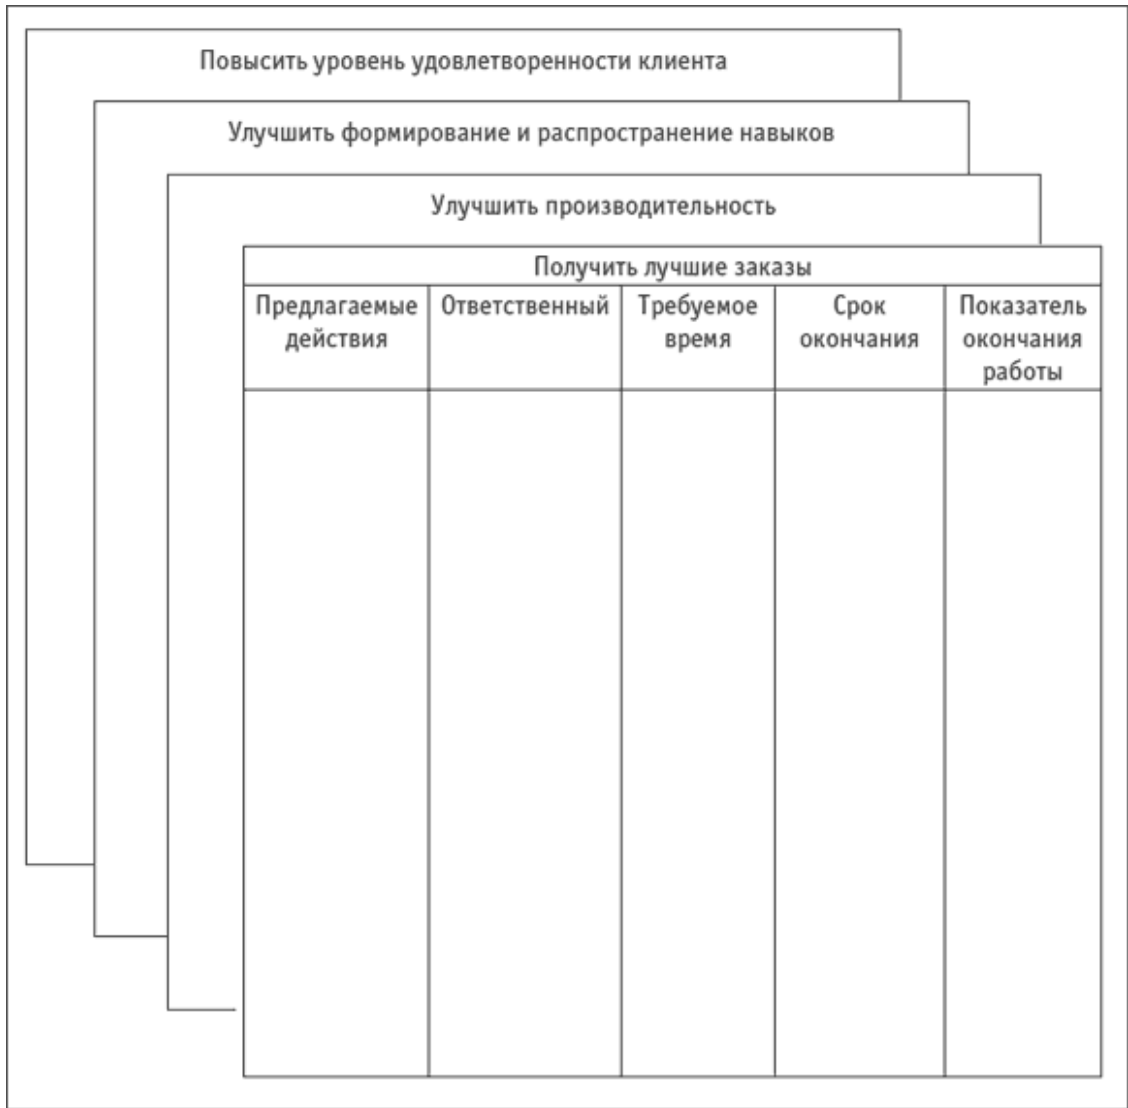 Повысить уровень удовлетворенности клиента
Улучшить формирование и распространение навыков
Улучшить производительность
Получить лучшие заказы
Предлагаемые
действия
Ответственный
Требуемое
время
Срок
окончания
Показатель
окончания
работы